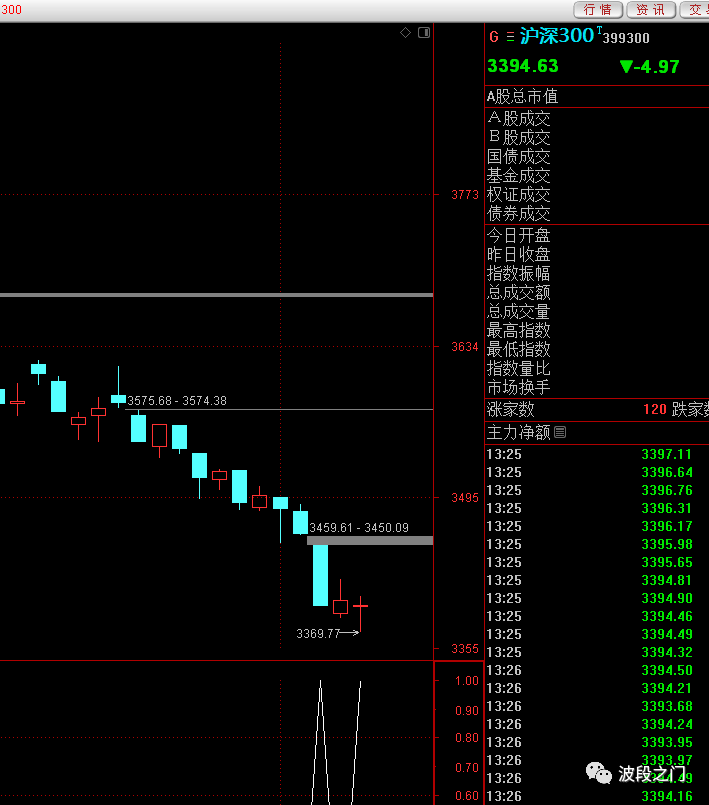 300
行情 资讯 交易
G 沪深300 T 399300
3394.63 ▼-4.97
A股总市值
A股成交
B股成交
国债成交
基金成交
权证成交
债券成交
今日开盘
昨日收盘
指数振幅
总成交额
总成交量
最高指数
最低指数
指数量比
市场换手
涨家数 120 跌家数
主力净额
13:25 3397.11
13:25 3396.64
13:25 3396.76
13:25 3396.31
13:25 3396.17
13:25 3395.98
13:25 3395.65
13:25 3394.81
13:25 3394.90
13:25 3394.46
13:25 3394.49
13:25 3394.32
13:26 3394.50
13:26 3394.21
13:26 3393.68
13:26 3394.24
13:26 3393.95
13:26 3393.97
13:26 3394.49
13:26 3394.16
3773
3634
3495
3355
3575.68 - 3574.38
3459.61 - 3450.09
3369.77
1.00
0.90
0.80
0.70
0.60
波段之门